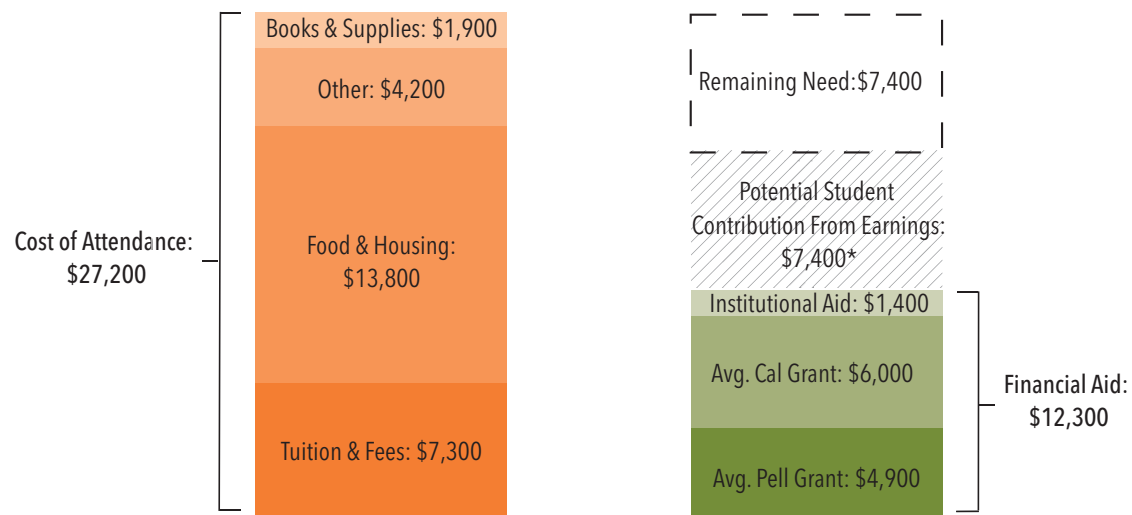 Books & Supplies: $1,900
Other: $4,200
Food & Housing:
$13,800
Tuition & Fees: $7,300
Cost of Attendance:
$27,200
Remaining Need:$7,400
Potential Student
Contribution From Earnings:
$7,400*
Institutional Aid: $1,400
Avg. Cal Grant: $6,000
Avg. Pell Grant: $4,900
Financial Aid:
$12,300